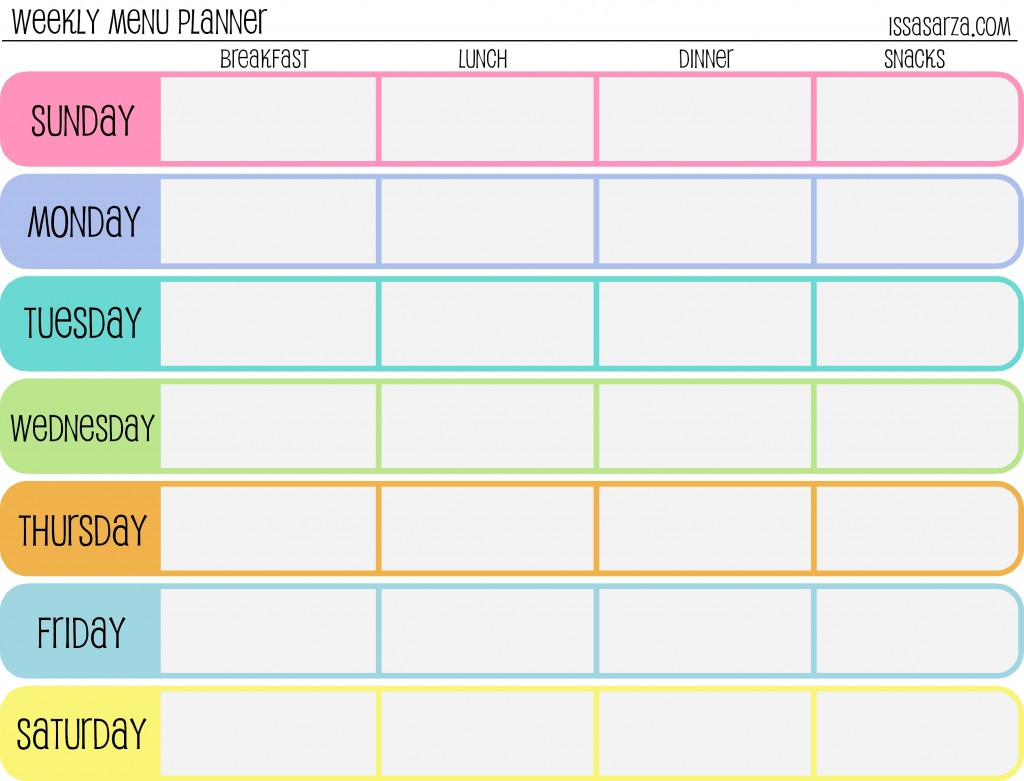 Weekly Menu Planner
issasarza.com
Breakfast Lunch Dinner Snacks
Sunday
Monday
Tuesday
Wednesday
Thursday
Friday
Saturday